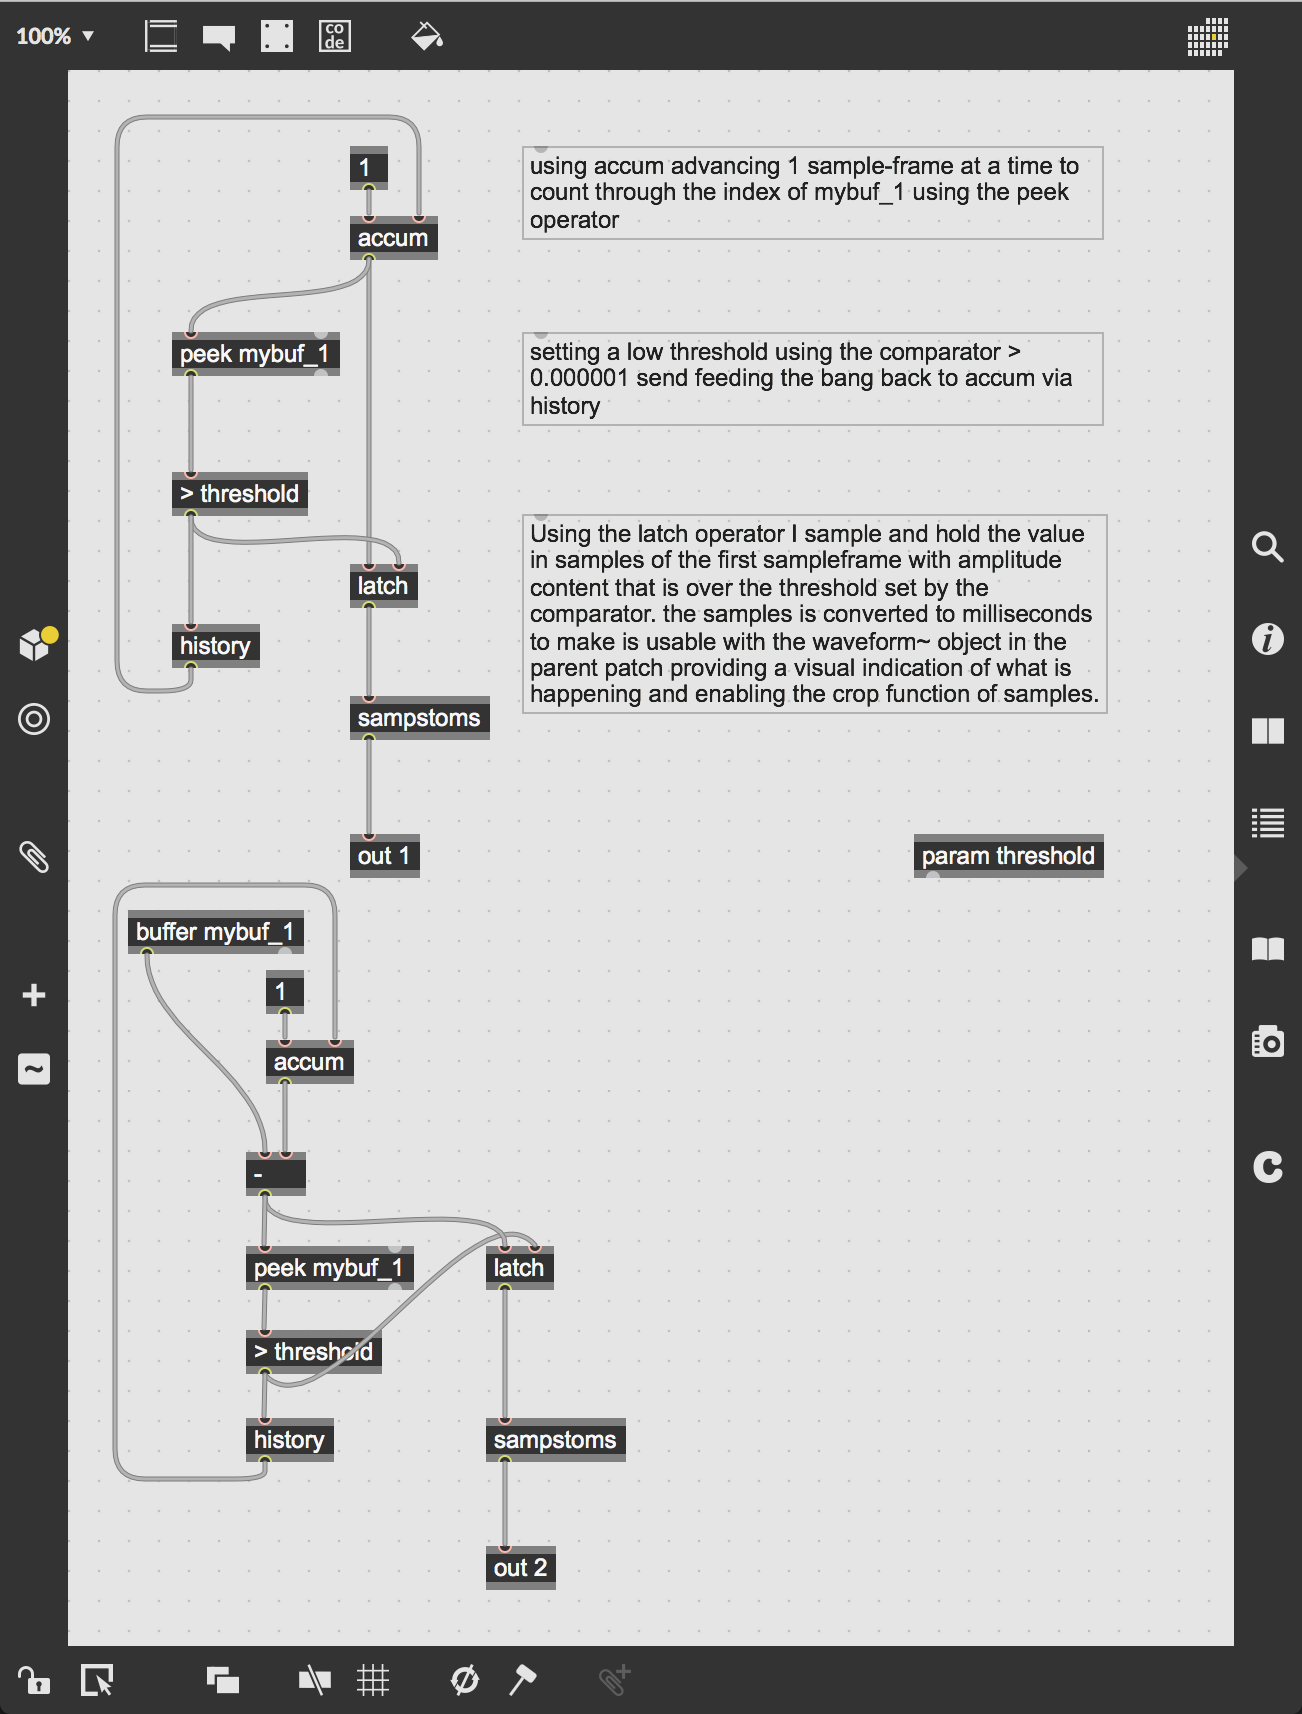 100%
co
de
1
using accum advancing 1 sample-frame at a time to
count through the index of mybuf_1 using the peek
operator
accum
peek mybuf_1
setting a low threshold using the comparator >
0.000001 send feeding the bang back to accum via
history
> threshold
Using the latch operator I sample and hold the value
in samples of the first sampleframe with amplitude
content that is over the threshold set by the
comparator. the samples is converted to milliseconds
to make is usable with the waveform~ object in the
parent patch providing a visual indication of what is
happening and enabling the crop function of samples.
latch
history
sampstoms
out 1
param threshold
buffer mybuf_1
1
accum
-
peek mybuf_1
latch
> threshold
history
sampstoms
out 2